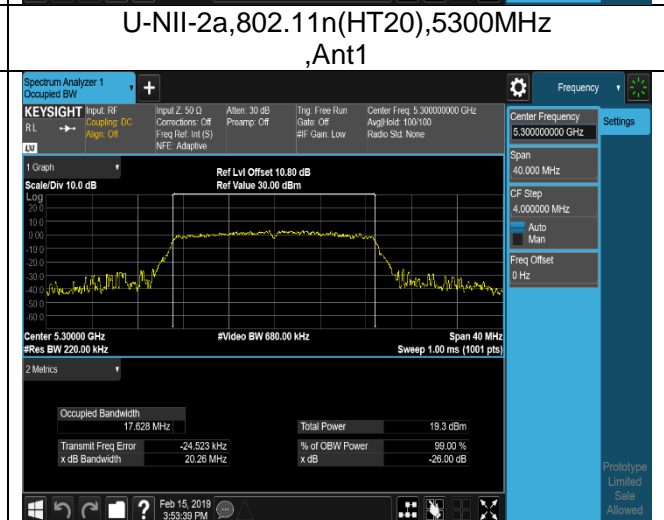 U-NII-2a,802.11n(HT20),5300MHz
,Ant1
Spectrum Analyzer 1
Occupied BW
+
Frequency
KEYSIGHT
RL
LXI
Input: RF
Coupling: DC
Align: Off
Input Z: 50 Ω
Corrections: Off
Freq Ref: Int (S)
NFE: Adaptive
Atten: 30 dB
Preamp: Off
Trig: Free Run
Gate: Off
#IF Gain: Low
Center Freq: 5.300000000 GHz
Avg|Hold: 100/100
Radio Std: None
Center Frequency
5.300000000 GHz
Settings
Span
40.000 MHz
CF Step
4.000000 MHz
Auto
Man
Freq Offset
0 Hz
1 Graph
Scale/Div 10.0 dB
Ref Lvl Offset 10.80 dB
Ref Value 30.00 dBm
Log
20.0
10.0
0.00
-10.0
-20.0
-30.0
-40.0
-50.0
-60.0
Center 5.30000 GHz
#Res BW 220.00 kHz
#Video BW 680.00 kHz
Span 40 MHz
Sweep 1.00 ms (1001 pts)
2 Metrics
Occupied Bandwidth
17.628 MHz
Total Power 19.3 dBm
Transmit Freq Error -24.523 kHz
% of OBW Power 99.00 %
x dB Bandwidth 20.26 MHz
x dB -26.00 dB
Prototype
Limited
Sale
Allowed
?
Feb 15, 2019
3:53:39 PM